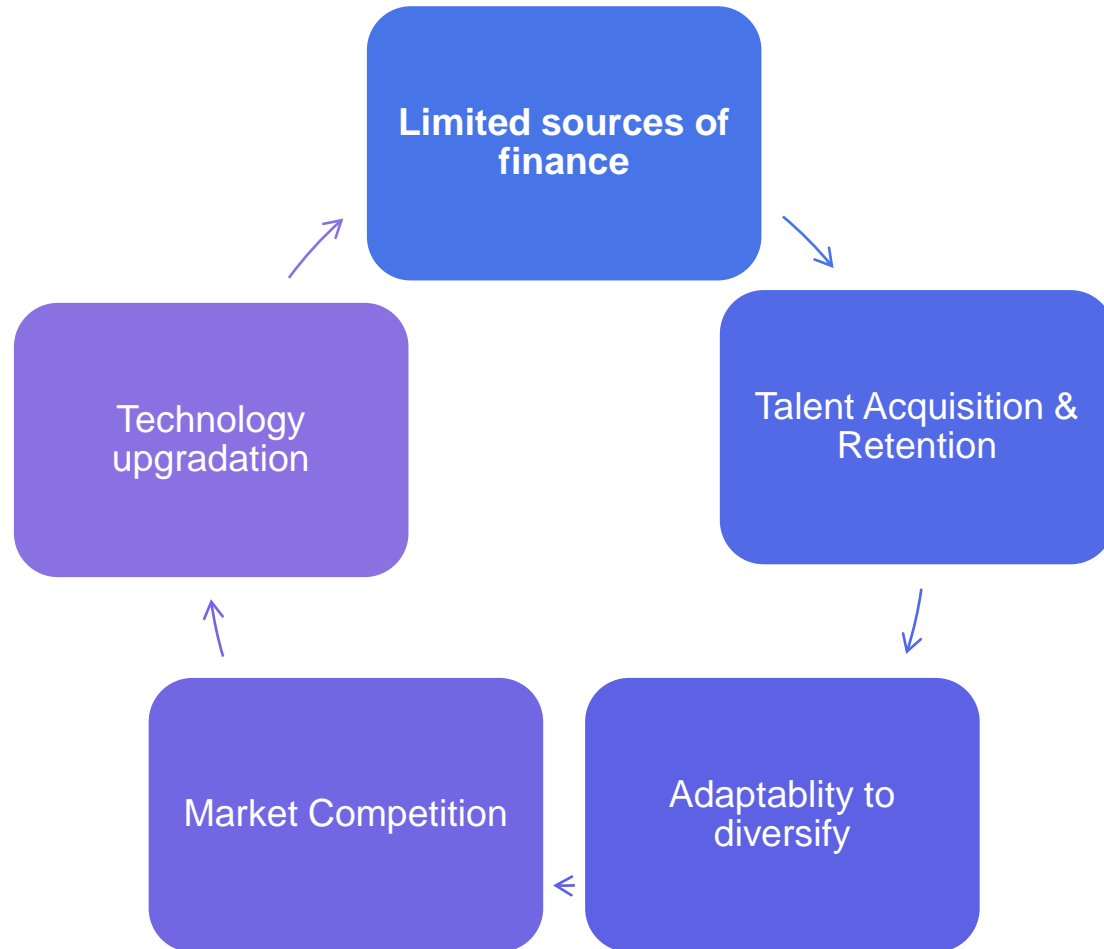 Limited sources of
finance
Talent Acquisition &
Retention
Adaptablity to
diversify
Market Competition
Technology
upgradation